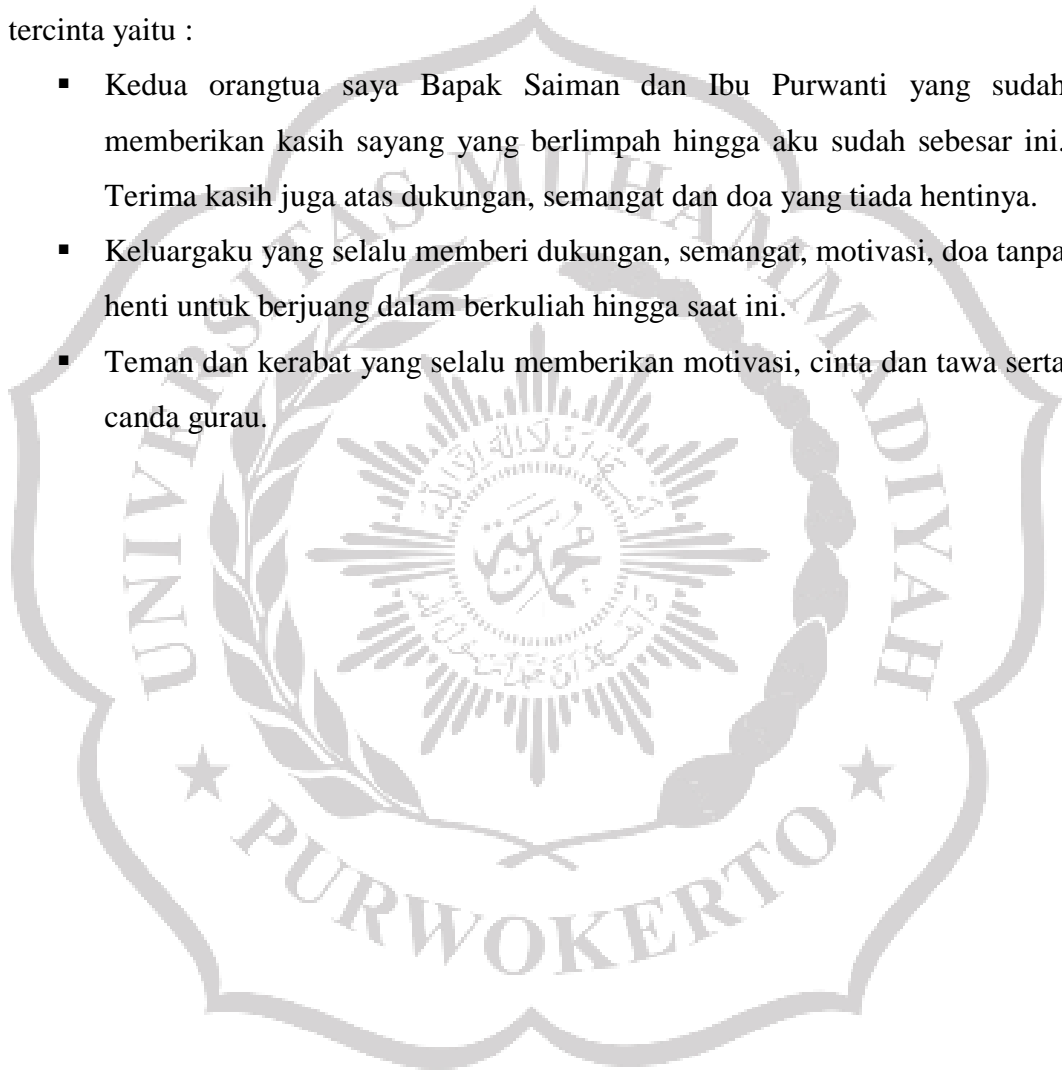 tercinta yaitu :
▪ Kedua orangtua saya Bapak Saiman dan Ibu Purwanti yang sudah
memberikan kasih sayang yang berlimpah hingga aku sudah sebesar ini.
Terima kasih juga atas dukungan, semangat dan doa yang tiada hentinya.
▪ Keluargaku yang selalu memberi dukungan, semangat, motivasi, doa tanpa
henti untuk berjuang dalam berkuliah hingga saat ini.
▪ Teman dan kerabat yang selalu memberikan motivasi, cinta dan tawa serta
canda gurau.
UNIVERSITAS MUHAMMADIYAH
محمدية
PURWOKERTO